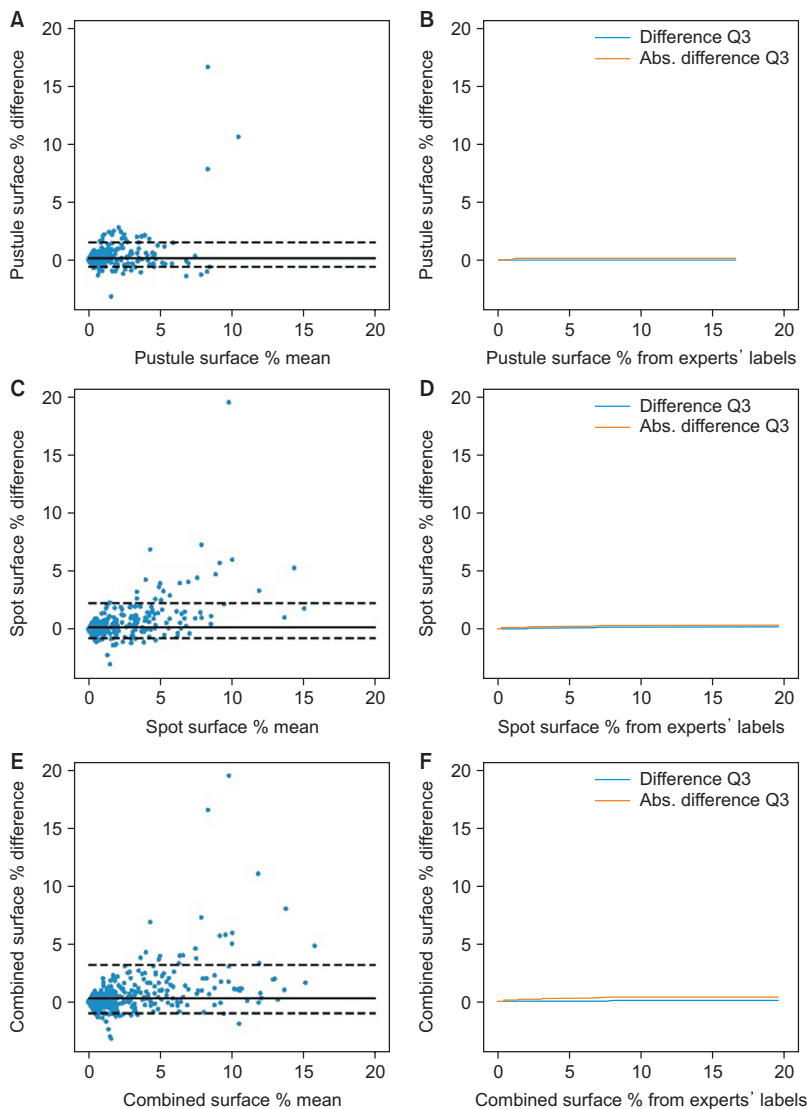 A
20
15
10
5
0
Pustule surface % difference
0 5 10 15 20
Pustule surface % mean
B
20
15
10
5
0
Pustule surface % difference
Difference Q3
Abs. difference Q3
0 5 10 15 20
Pustule surface % from experts’ labels
C
20
15
10
5
0
Spot surface % difference
0 5 10 15 20
Spot surface % mean
D
20
15
10
5
0
Spot surface % difference
Difference Q3
Abs. difference Q3
0 5 10 15 20
Spot surface % from experts’ labels
E
20
15
10
5
0
Combined surface % difference
0 5 10 15 20
Combined surface % mean
F
20
15
10
5
0
Combined surface % difference
Difference Q3
Abs. difference Q3
0 5 10 15 20
Combined surface % from experts’ labels